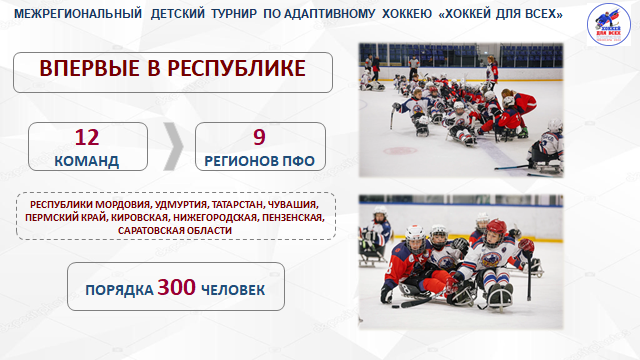 МЕЖРЕГИОНАЛЬНЫЙ ДЕТСКИЙ ТУРНИР ПО АДАПТИВНОМУ ХОККЕЮ «ХОККЕЙ ДЛЯ ВСЕХ»
ХОККЕЙ
ДЛЯ ВСЕХ
ВПЕРВЫЕ В РЕСПУБЛИКЕ
12
КОМАНД
9
РЕГИОНОВ ПФО
РЕСПУБЛИКИ МОРДОВИЯ, УДМУРТИЯ, ТАТАРСТАН, ЧУВАШИЯ,
ПЕРМСКИЙ КРАЙ, КИРОВСКАЯ, НИЖЕГОРОДСКАЯ, ПЕНЗЕНСКАЯ,
САРАТОВСКАЯ ОБЛАСТИ
ПОРЯДКА 300 ЧЕЛОВЕК